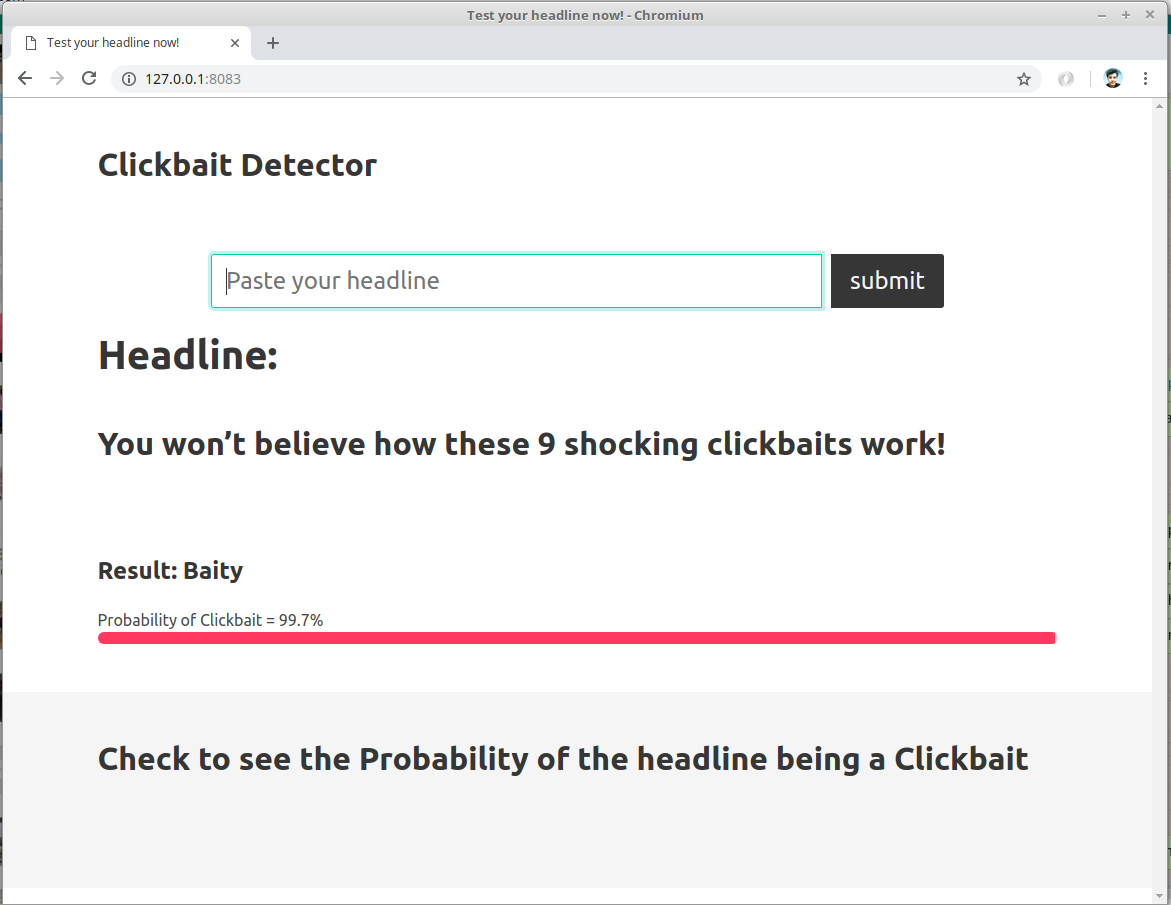 Test your headline now! - Chromium
Test your headline now!
127.0.0.1:8083
Clickbait Detector
Paste your headline
submit
Headline:
You won’t believe how these 9 shocking clickbaits work!
Result: Baity
Probability of Clickbait = 99.7%
Check to see the Probability of the headline being a Clickbait